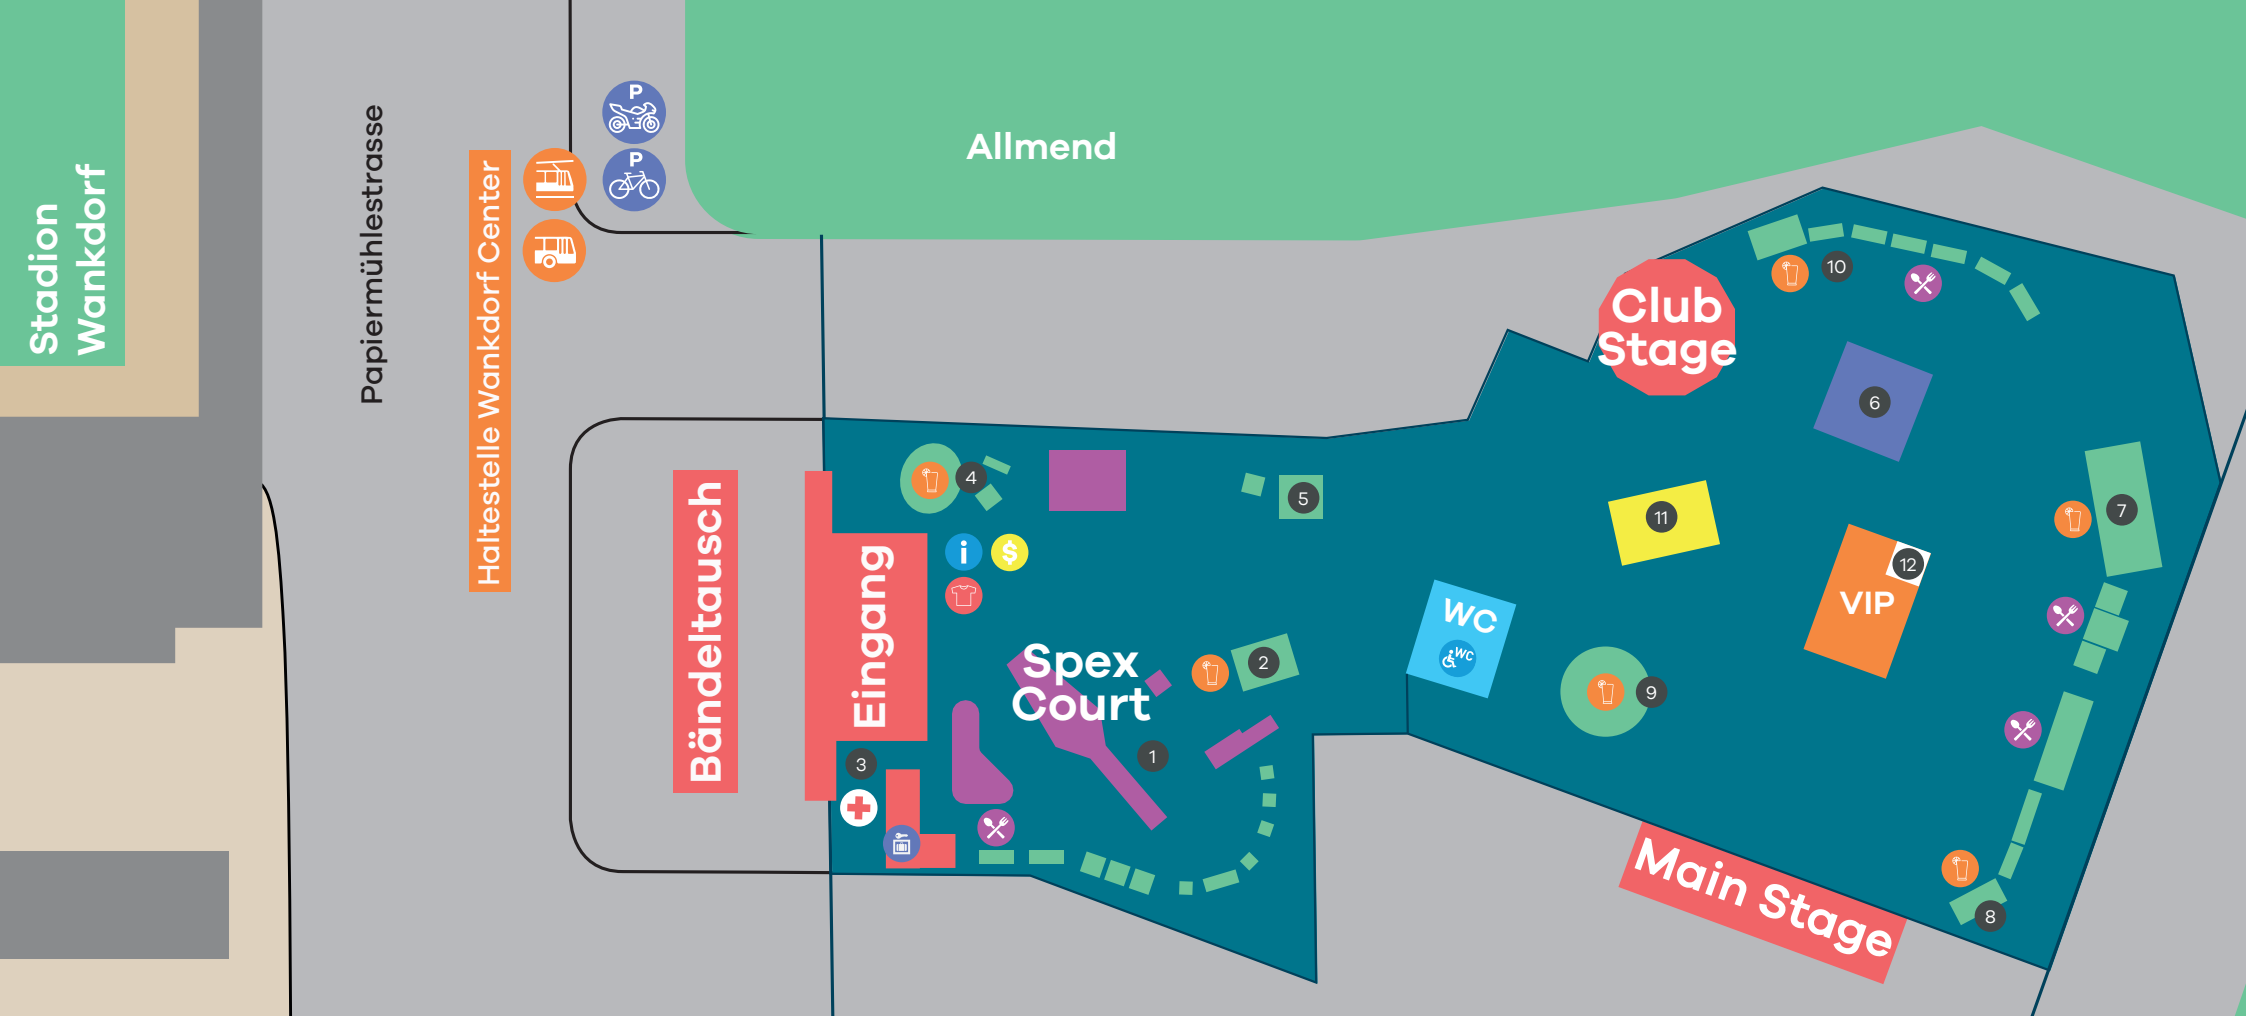 Stadion
Wankdorf
Papiermühlestrasse
Haltestelle Wankdorf Center
P
P
Allmend
Bändeltausch
Eingang
4
i
$
3
Spex
Court
1
2
5
WC
WC
Club
Stage
10
6
11
12
VIP
7
9
Main Stage
8